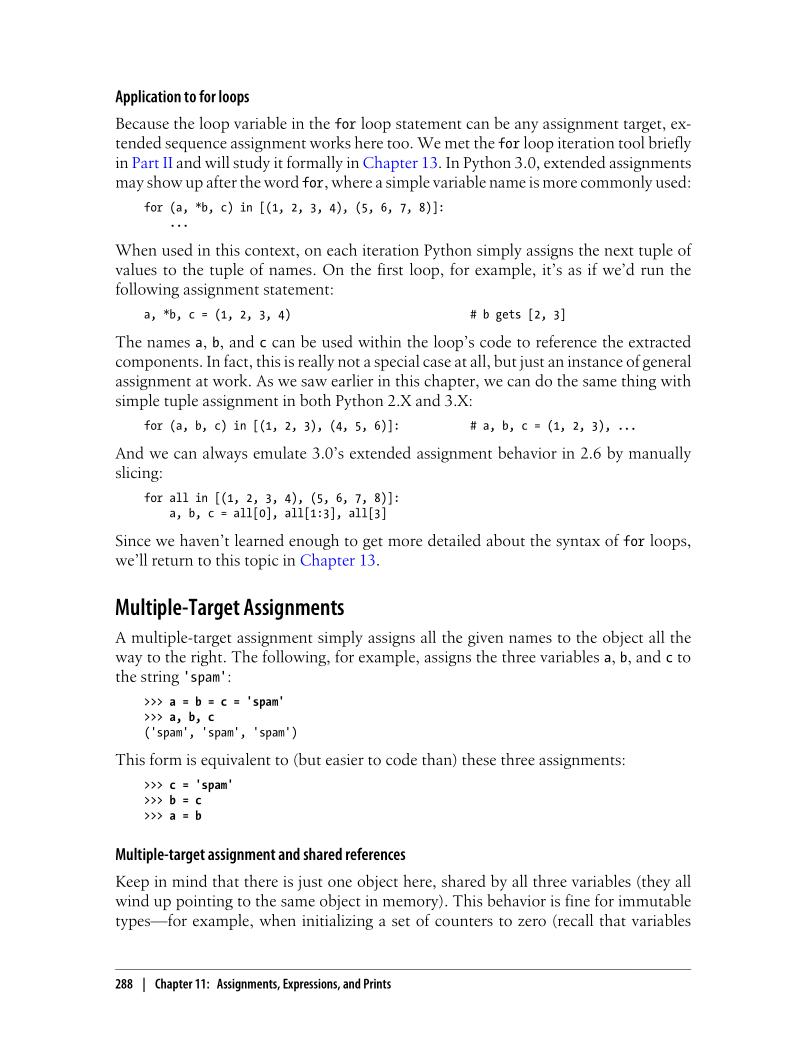 Application to for loops
Because the loop variable in the for loop statement can be any assignment target, ex-
tended sequence assignment works here too. We met the for loop iteration tool briefly
in Part II and will study it formally in Chapter 13. In Python 3.0, extended assignments
may show up after the word for, where a simple variable name is more commonly used:
for (a, *b, c) in [(1, 2, 3, 4), (5, 6, 7, 8)]:
...
When used in this context, on each iteration Python simply assigns the next tuple of
values to the tuple of names. On the first loop, for example, it’s as if we’d run the
following assignment statement:
a, *b, c = (1, 2, 3, 4) # b gets [2, 3]
The names a, b, and c can be used within the loop’s code to reference the extracted
components. In fact, this is really not a special case at all, but just an instance of general
assignment at work. As we saw earlier in this chapter, we can do the same thing with
simple tuple assignment in both Python 2.X and 3.X:
for (a, b, c) in [(1, 2, 3), (4, 5, 6)]: # a, b, c = (1, 2, 3), ...
And we can always emulate 3.0’s extended assignment behavior in 2.6 by manually
slicing:
for all in [(1, 2, 3, 4), (5, 6, 7, 8)]:
a, b, c = all[0], all[1:3], all[3]
Since we haven’t learned enough to get more detailed about the syntax of for loops,
we’ll return to this topic in Chapter 13.
Multiple-Target Assignments
A multiple-target assignment simply assigns all the given names to the object all the
way to the right. The following, for example, assigns the three variables a, b, and c to
the string 'spam':
>>> a = b = c = 'spam'
>>> a, b, c
('spam', 'spam', 'spam')
This form is equivalent to (but easier to code than) these three assignments:
>>> c = 'spam'
>>> b = c
>>> a = b
Multiple-target assignment and shared references
Keep in mind that there is just one object here, shared by all three variables (they all
wind up pointing to the same object in memory). This behavior is fine for immutable
types—for example, when initializing a set of counters to zero (recall that variables
288 | Chapter 11: Assignments, Expressions, and Prints